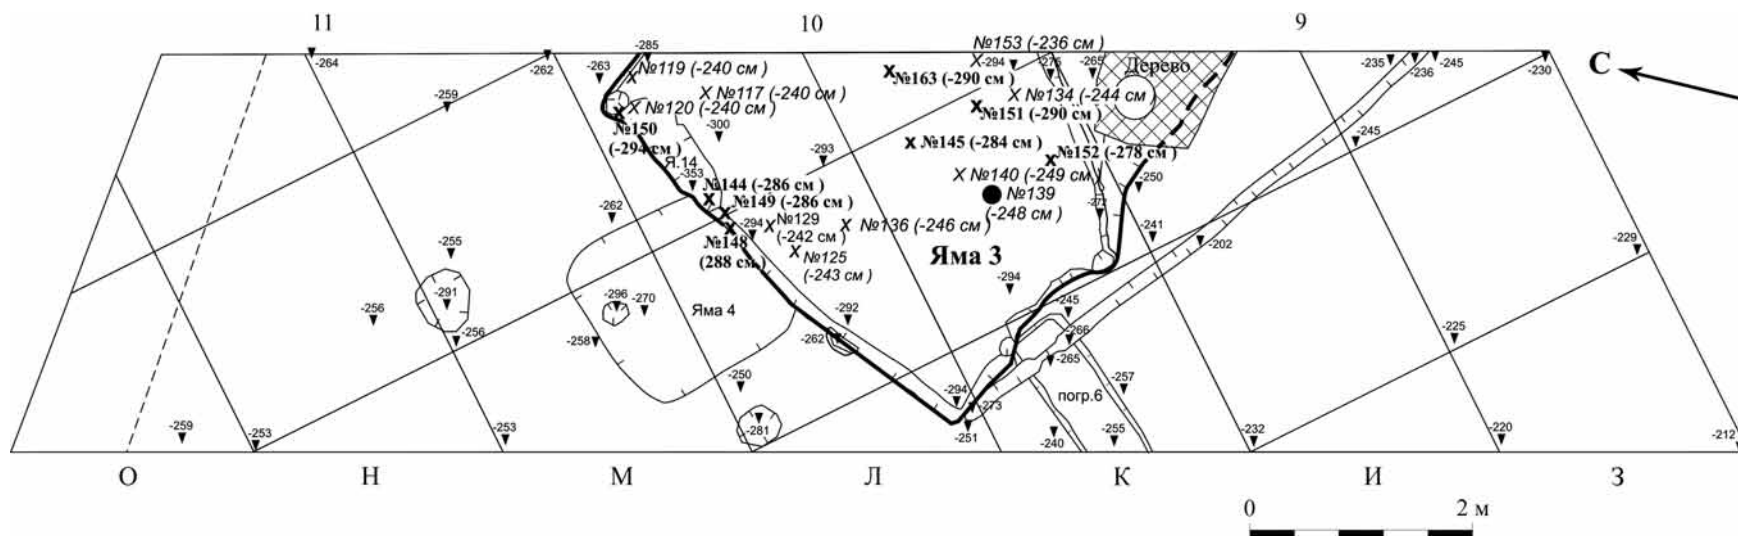 11 10 9
-264
-262
-263
-285
№153 (-236 см )
-294
-275
-265
Дерево
-235
-236
-245
-230
С
№119 (-240 см )
№163 (-290 см )
X №117 (-240 см )
X №134 (-244 см )
-259
X №120 (-240 см )
№151 (-290 см )
№150
(-294 см )
-300
№145 (-284 см )
-245
№152 (-278 см )
Я.14
-293
-353
X №140 (-249 см )
-250
№144 (-286 см )
№139
(-248 см )
№149 (-286 см )
-262
-294
№129
(-242 см )
X №136 (-246 см )
-272
-241
-202
-229
№148
(288 см )
X №125
(-243 см )
Яма 3
-255
-291
-296
-270
-294
-245
-256
Яма 4
-292
-266
-225
-256
-258
-262
-265
-250
-294
-273
погр.6
-257
-259
-253
-253
-281
-251
-240
-255
-232
-220
-212
О Н М Л К И З
0 2 м